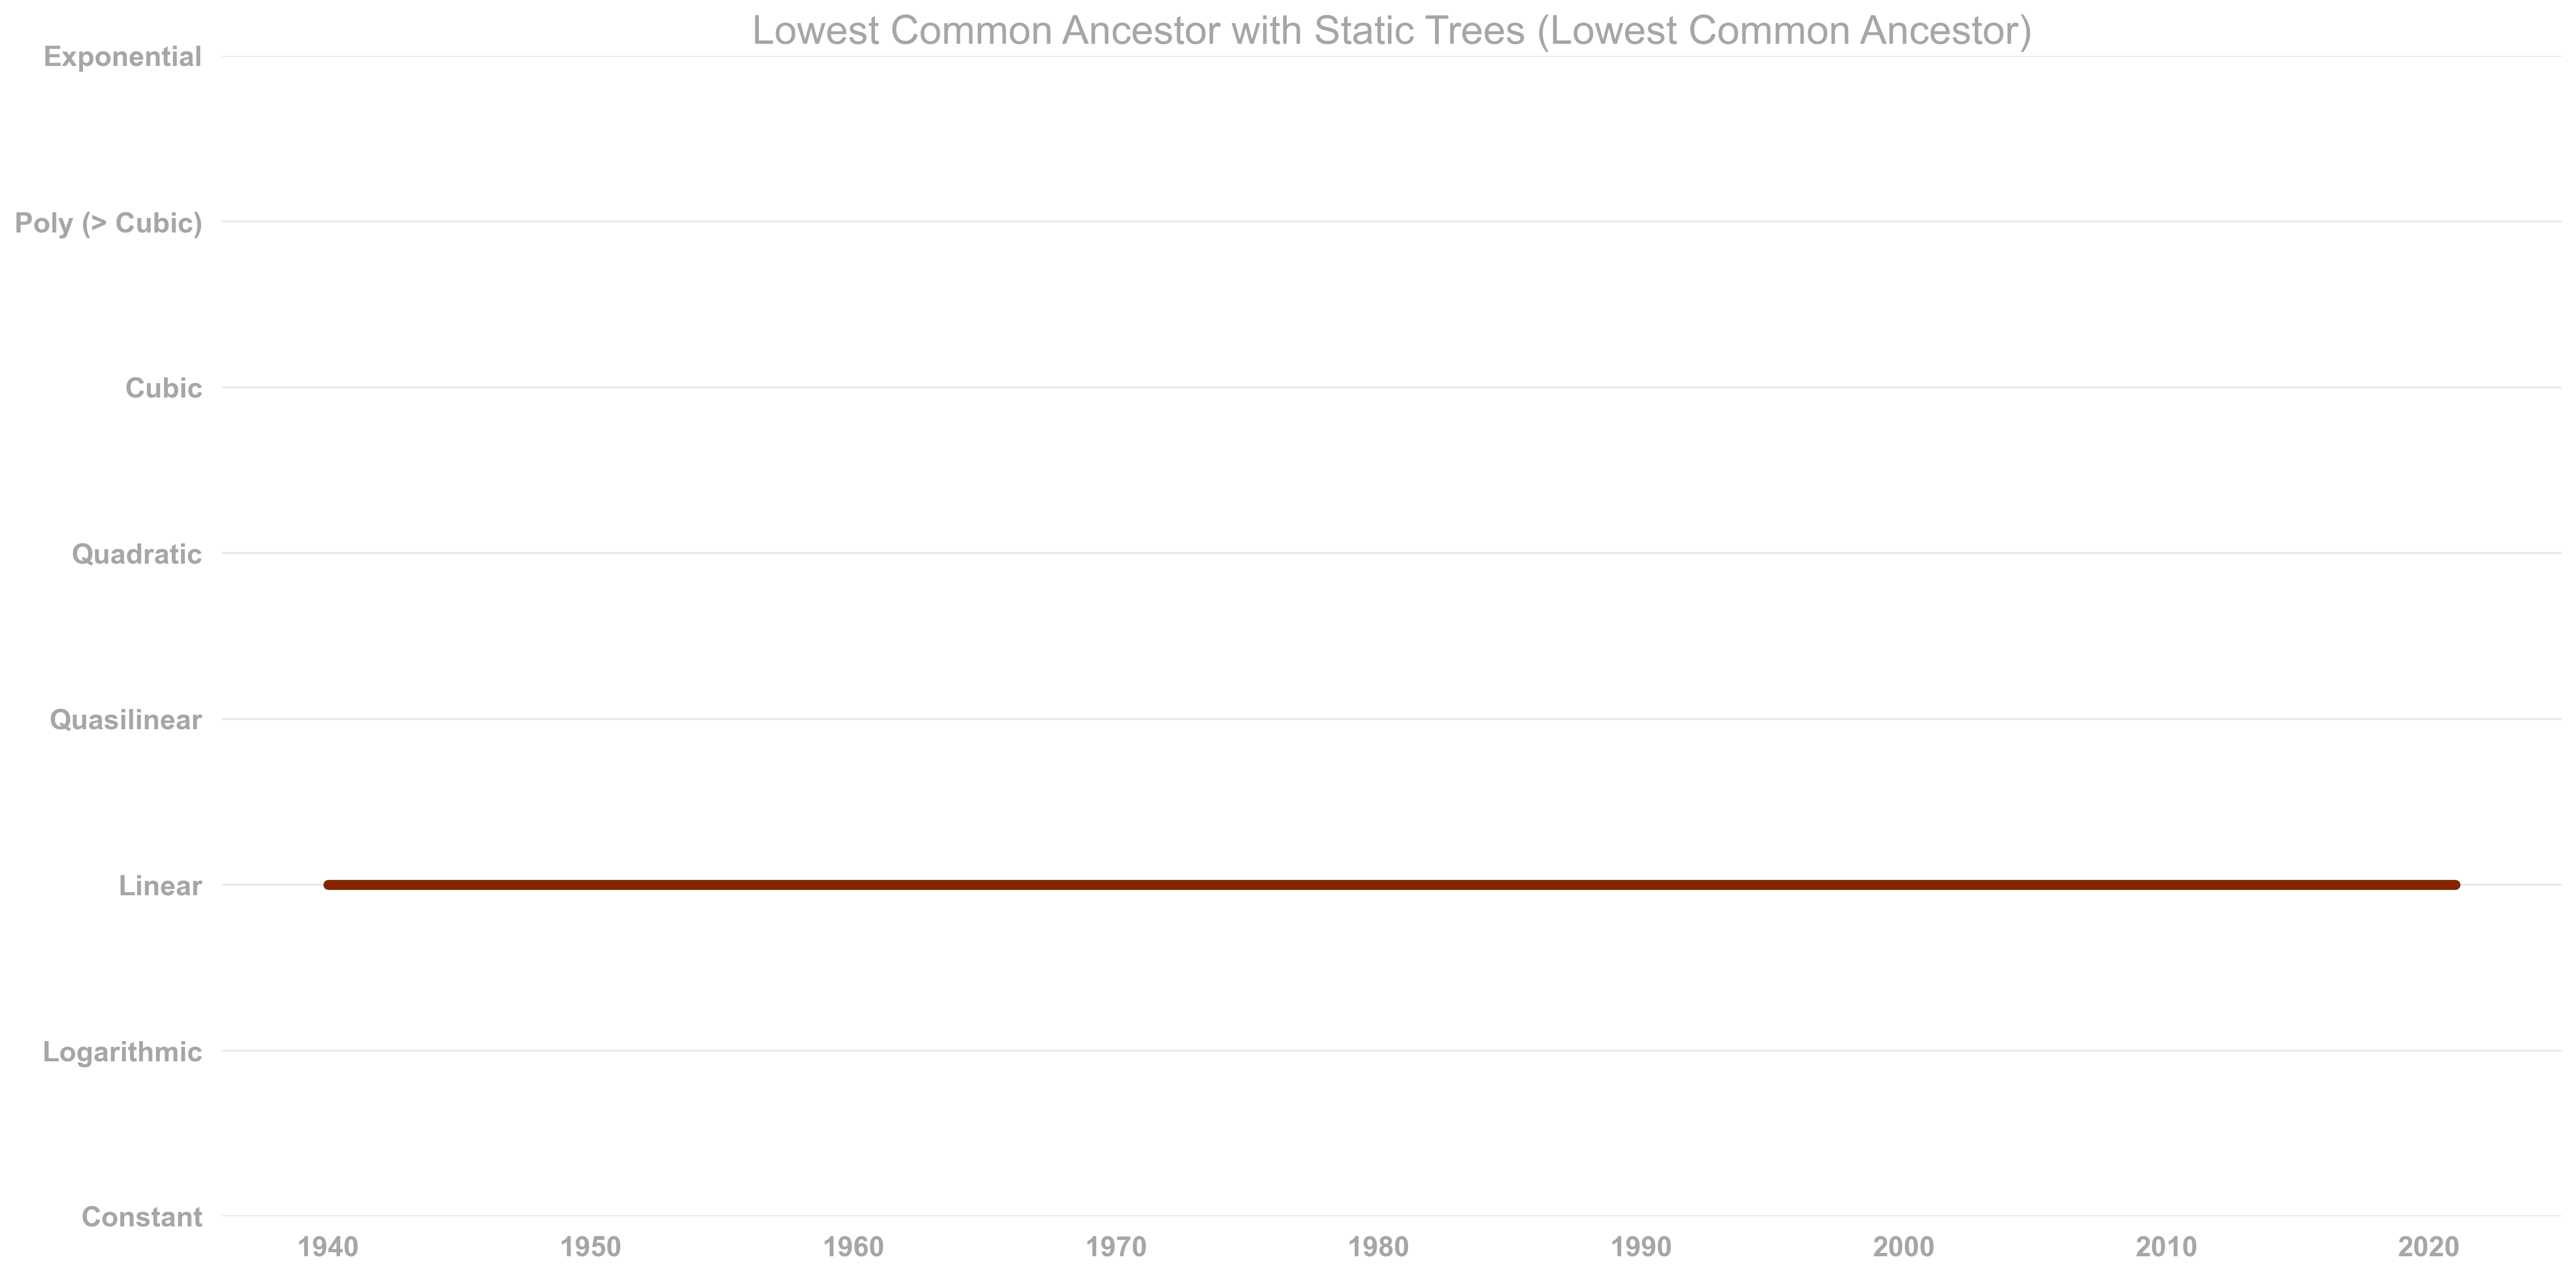 Lowest Common Ancestor with Static Trees (Lowest Common Ancestor)
Exponential
Poly (> Cubic)
Cubic
Quadratic
Quasilinear
Linear
Logarithmic
Constant
1940 1950 1960 1970 1980 1990 2000 2010 2020